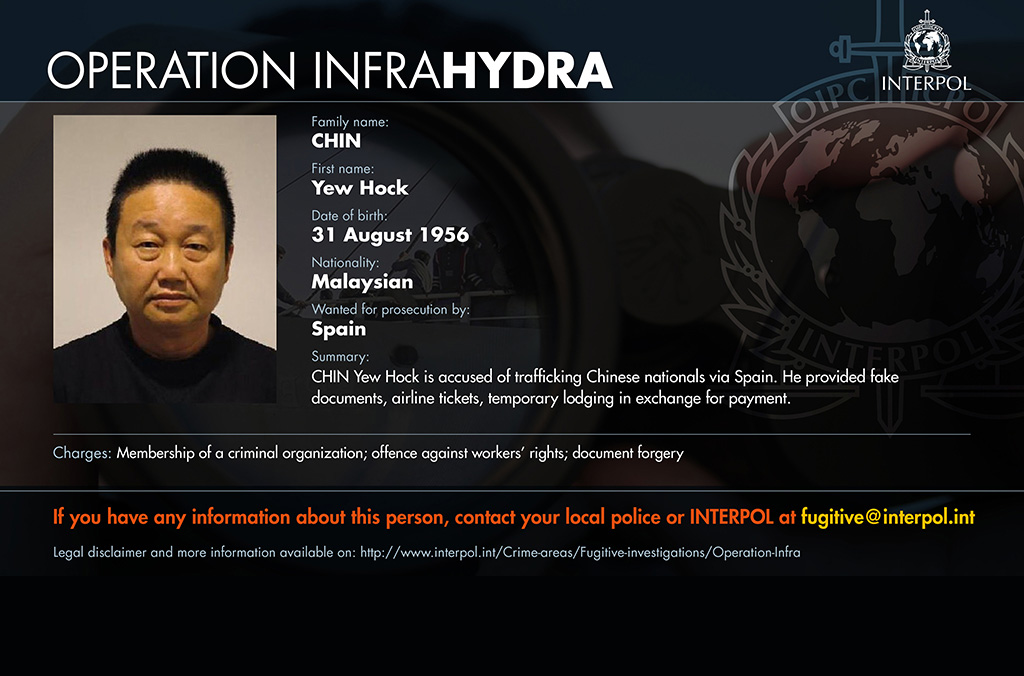 OPERATION INFRAHYDRA
INTERPOL
OIPC ICPO
INTERPOL
Family name:
CHIN
First name:
Yew Hock
Date of birth:
31 August 1956
Nationality:
Malaysian
Wanted for prosecution by:
Spain
Summary:
CHIN Yew Hock is accused of trafficking Chinese nationals via Spain. He provided fake
documents, airline tickets, temporary lodging in exchange for payment.
Charges: Membership of a criminal organization; offence against workers’ rights; document forgery
If you have any information about this person, contact your local police or INTERPOL at fugitive@interpol.int
Legal disclaimer and more information available on: http://www.interpol.int/Crime-areas/Fugitive-investigations/Operation-Infra